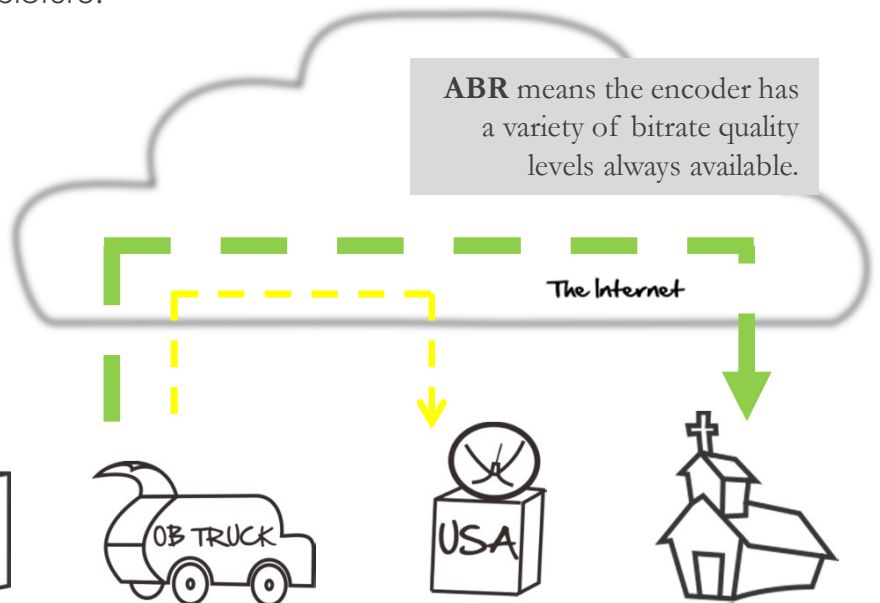 ABR means the encoder has
a variety of bitrate quality
levels always available.
The Internet
OB TRUCK
USA